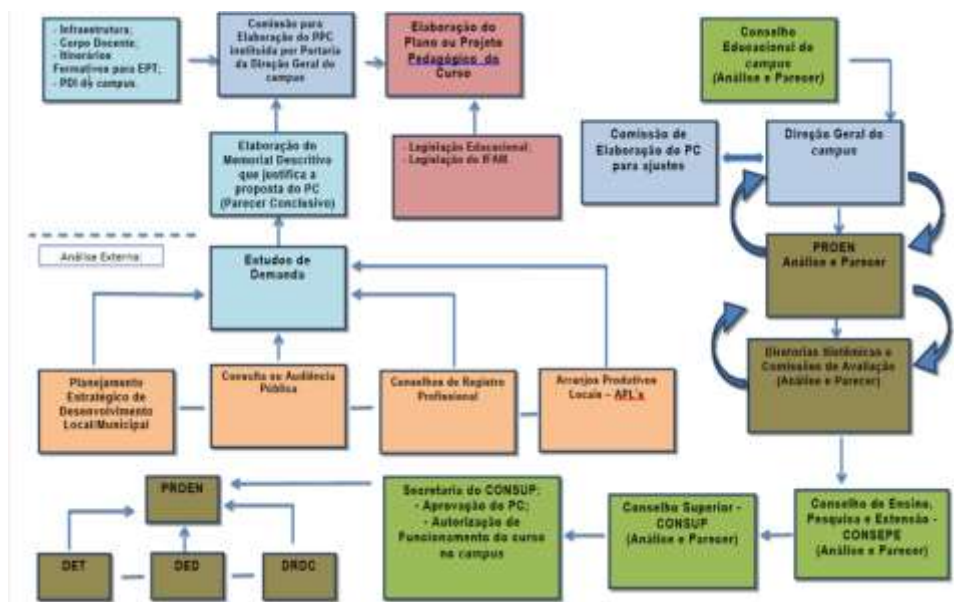 - Infraestrutura;
- Corpo Docente;
- Itinerários
Formativos para EPT;
- PDI do campus.
Comissão para
Elaboração do PPC
instituída por Portaria
da Direção Geral do
campus
Elaboração do
Plano ou Projeto
Pedagógico do
Curso
Conselho
Educacional do
campus
(Análise e Parecer)
Elaboração do
Memorial Descritivo
que justifica a
proposta do PC
(Parecer Conclusivo)
- Legislação Educacional;
- Legislação do IFAM
Comissão de
Elaboração do PC
para ajustes
Direção Geral do
campus
Análise Externa
Estudos de
Demanda
PROEN
Análise e Parecer
Diretorias Sistêmicas e
Comissões de Avaliação
(Análise e Parecer)
Planejamento
Estratégico de
Desenvolvimento
Local/Municipal
Consulta ou Audiência
Pública
Conselhos de Registro
Profissional
Arranjos Produtivos
Locais – APL's
PROEN
DET
DED
DRDC
Secretaria do CONSUP:
- Aprovação do PC;
- Autorização de
Funcionamento do curso
no campus
Conselho Superior -
CONSUP
(Análise e Parecer)
Conselho de Ensino,
Pesquisa e Extensão -
CONSEPE
(Análise e Parecer)